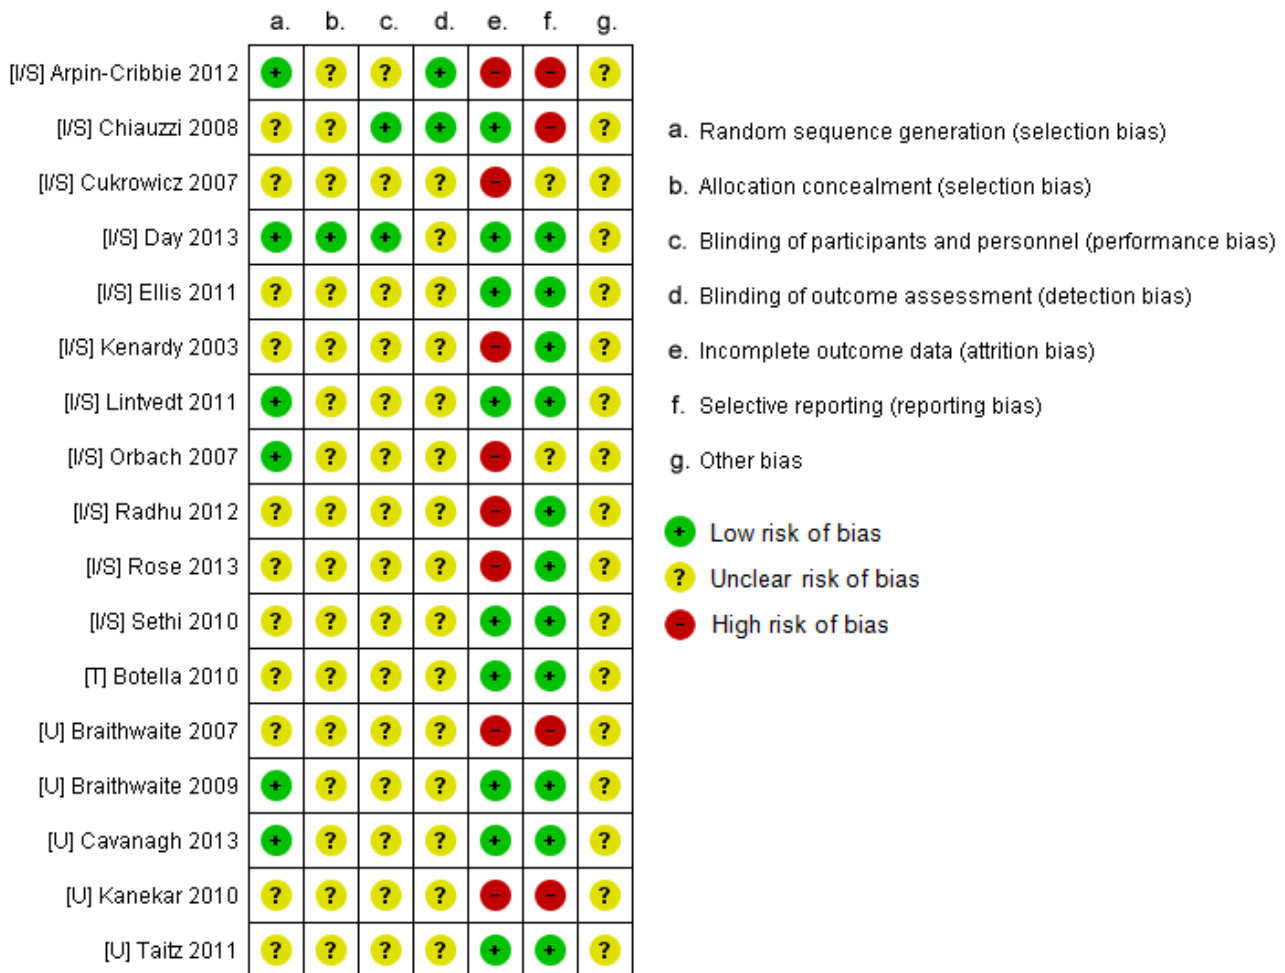 a. b. c. d. e. f. g.
[I/S] Arpin-Cribbie 2012 + ? ? + - - ?
[I/S] Chiauzzi 2008 ? ? + + + - ?
[I/S] Cukrowicz 2007 ? ? ? ? - ? ?
[I/S] Day 2013 + + + ? + + ?
[I/S] Ellis 2011 ? ? ? ? + + ?
[I/S] Kenardy 2003 ? ? ? ? - + ?
[I/S] Lintvedt 2011 + ? ? ? + + ?
[I/S] Orbach 2007 + ? ? ? - ? ?
[I/S] Radhu 2012 ? ? ? ? - + ?
[I/S] Rose 2013 ? ? ? ? - + ?
[I/S] Sethi 2010 ? ? ? ? + + ?
[T] Botella 2010 ? ? ? ? + + ?
[U] Braithwaite 2007 ? ? ? ? - - ?
[U] Braithwaite 2009 + ? ? ? + + ?
[U] Cavanagh 2013 + ? ? ? + + ?
[U] Kanekar 2010 ? ? ? ? - - ?
[U] Taitz 2011 ? ? ? ? + + ?
a. Random sequence generation (selection bias)
b. Allocation concealment (selection bias)
c. Blinding of participants and personnel (performance bias)
d. Blinding of outcome assessment (detection bias)
e. Incomplete outcome data (attrition bias)
f. Selective reporting (reporting bias)
g. Other bias
+ Low risk of bias
? Unclear risk of bias
- High risk of bias